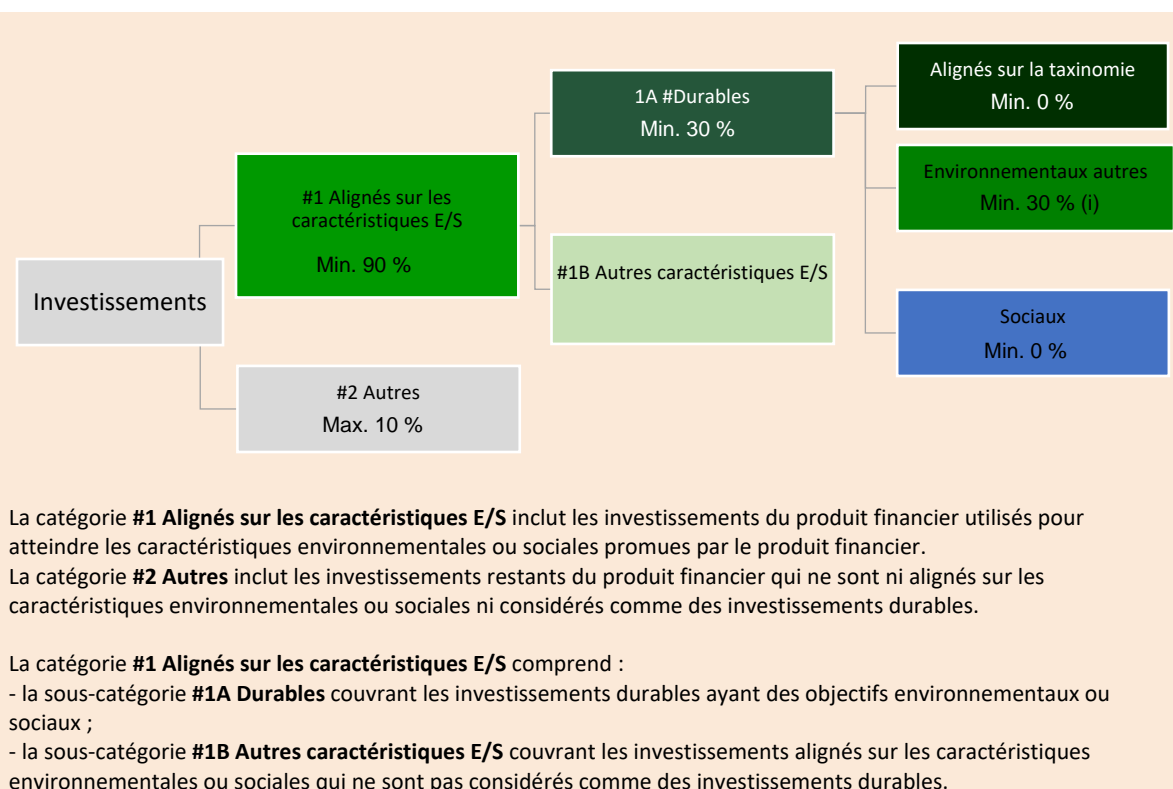 Investissements
#1 Alignés sur les
caractéristiques E/S
Min. 90 %
#2 Autres
Max. 10 %
1A #Durables
Min. 30 %
#1B Autres caractéristiques E/S
Alignés sur la taxinomie
Min. 0 %
Environnementaux autres
Min. 30 % (i)
Sociaux
Min. 0 %
La catégorie #1 Alignés sur les caractéristiques E/S inclut les investissements du produit financier utilisés pour
atteindre les caractéristiques environnementales ou sociales promues par le produit financier.
La catégorie #2 Autres inclut les investissements restants du produit financier qui ne sont ni alignés sur les
caractéristiques environnementales ou sociales ni considérés comme des investissements durables.
La catégorie #1 Alignés sur les caractéristiques E/S comprend :
- la sous-catégorie #1A Durables couvrant les investissements durables ayant des objectifs environnementaux ou
sociaux ;
- la sous-catégorie #1B Autres caractéristiques E/S couvrant les investissements alignés sur les caractéristiques
environnementales ou sociales qui ne sont pas considérés comme des investissements durables.